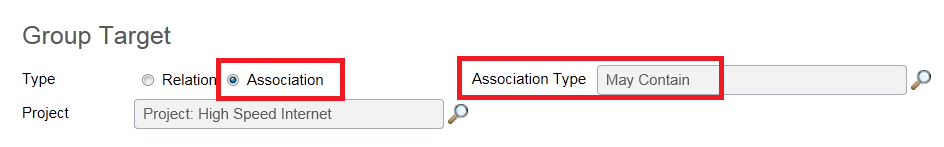 Group Target
Type Relation Association Association Type May Contain
Project Project: High Speed Internet